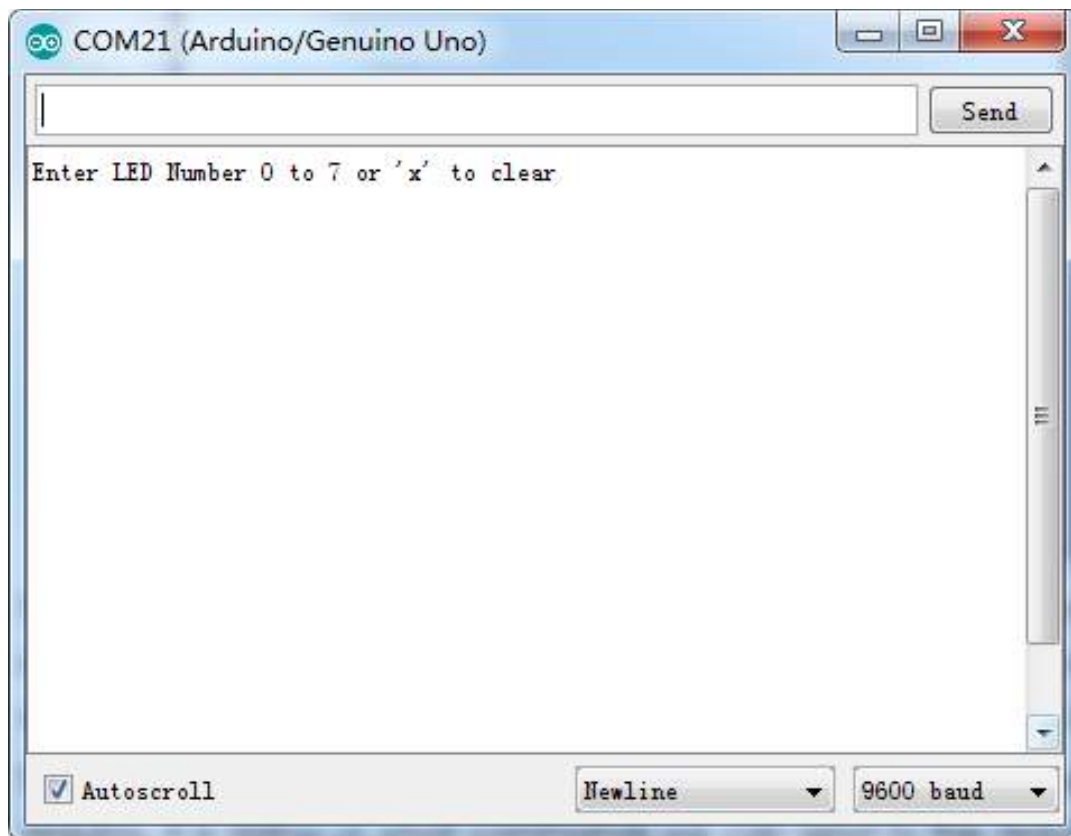 COM21 (Arduino/Genuino Uno)
Send
Enter LED Number 0 to 7 or 'x' to clear
Autoscroll
Newline
9600 baud